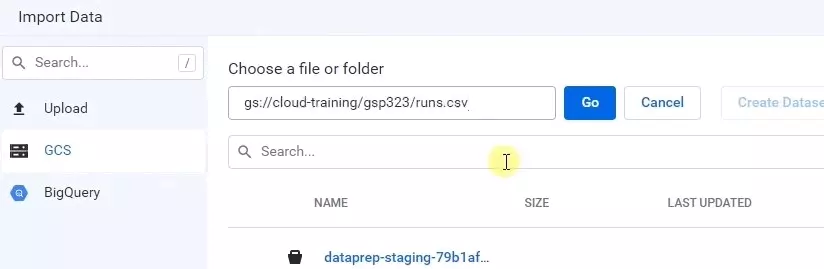 Import Data
Search... /
Upload
GCS
BigQuery
Choose a file or folder
gs://cloud-training/gsp323/runs.csv
Go
Cancel
Create Datase
Search...
NAME SIZE LAST UPDATED
dataprep-staging-79b1af...